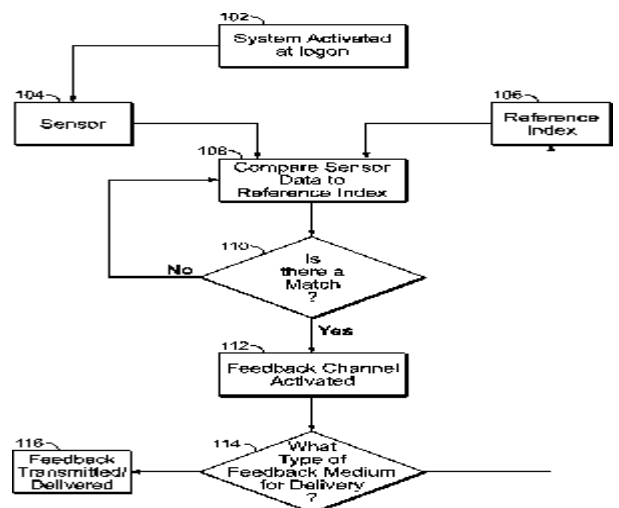 102
System Activated
at logon
104
Sensor
106
Reference
Index
108
Compare Sensor
Data to
Reference Index
110
Is
there a
Match
?
No
Yes
112
Feedback Channel
Activated
114
What
Type of
Feedback Medium
for Delivery
?
116
Feedback
Transmitted/
Delivered